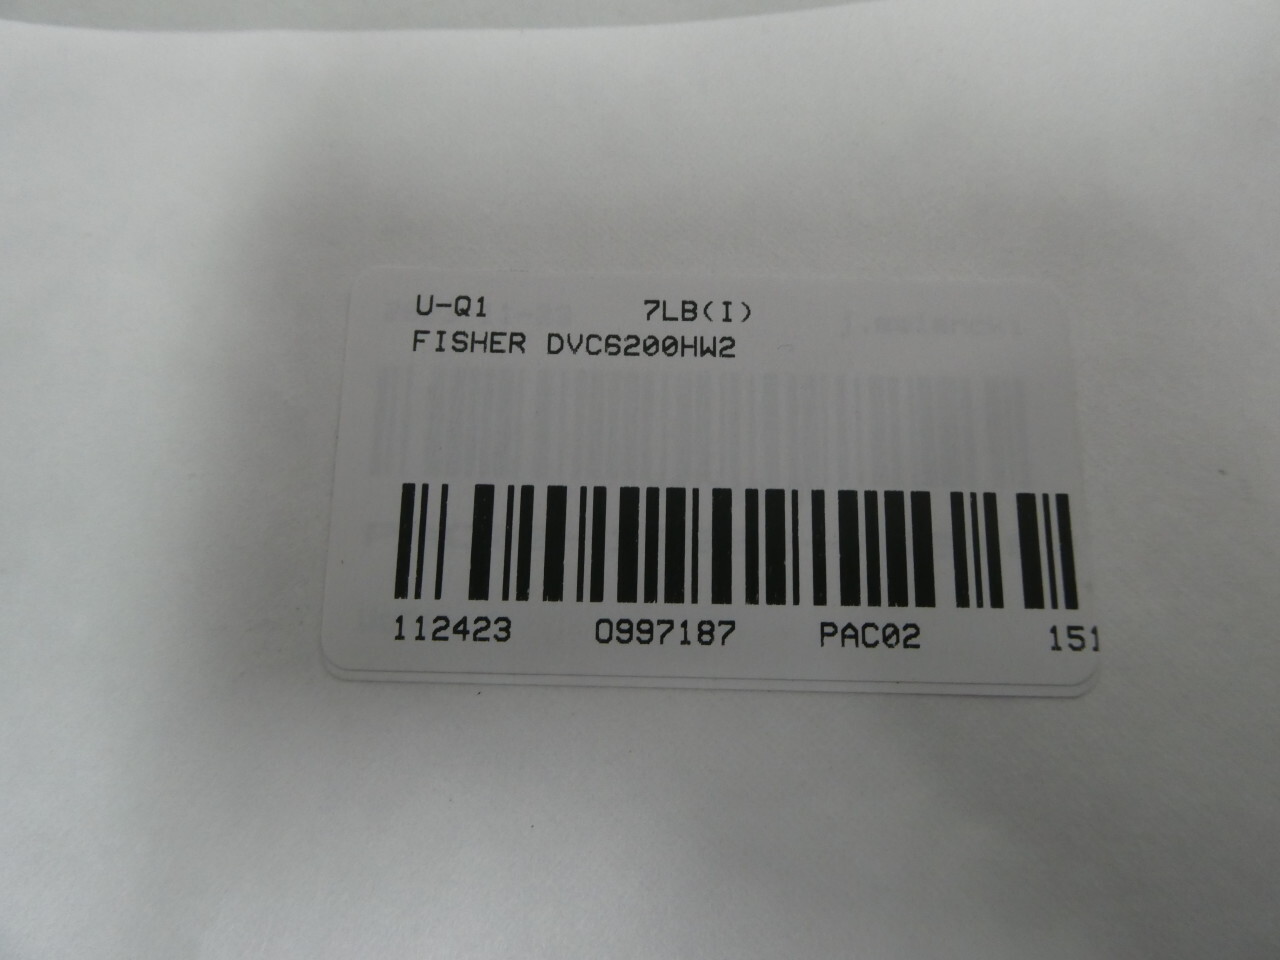 U-Q1 7LB(I)
FISHER DVC6200HW2
112423 0997187 PAC02 151